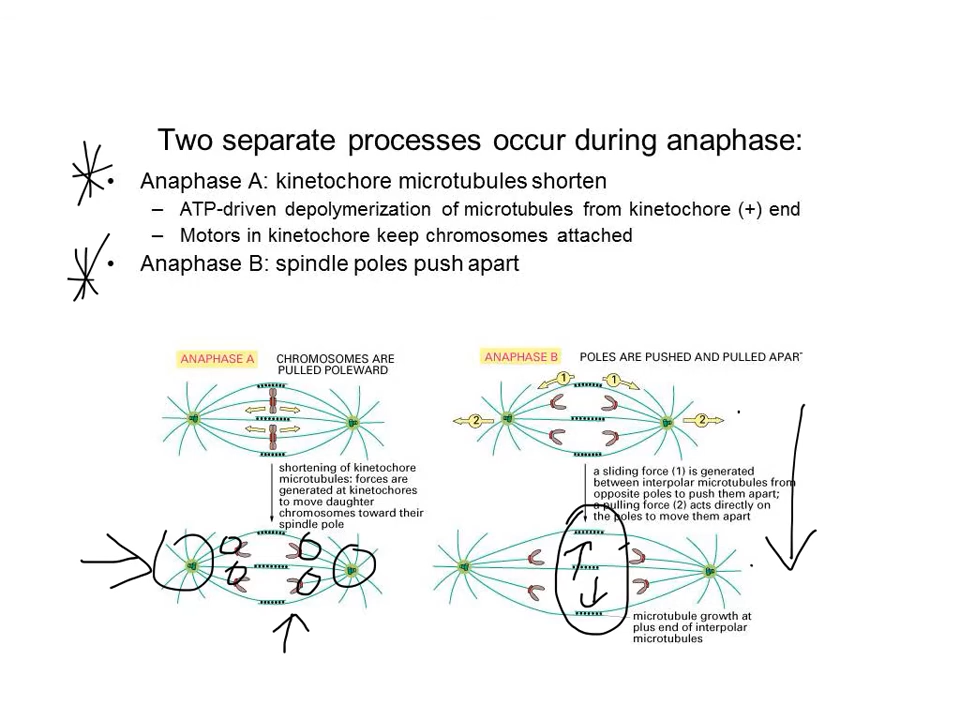 Two separate processes occur during anaphase:
• Anaphase A: kinetochore microtubules shorten
– ATP-driven depolymerization of microtubules from kinetochore (+) end
– Motors in kinetochore keep chromosomes attached
• Anaphase B: spindle poles push apart
ANAPHASE A
CHROMOSOMES ARE
PULLED POLEWARD
shortening of kinetochore
microtubules: forces are
generated at kinetochores
to move daughter
chromosomes toward their
spindle pole
ANAPHASE B
POLES ARE PUSHED AND PULLED APAR
1
1
2
2
a sliding force (1) is generated
between interpolar microtubules from
opposite poles to push them apart;
a pulling force (2) acts directly on
the poles to move them apart
microtubule growth at
plus end of interpolar
microtubules